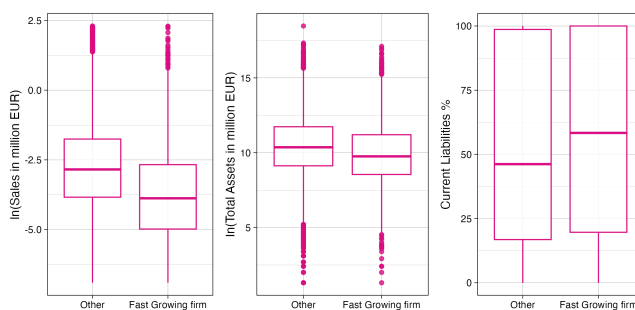 ln(Sales in million EUR)
2.5
0.0
-2.5
-5.0
Other
Fast Growing firm
ln(Total Assets in million EUR)
15
10
5
Other
Fast Growing firm
Current Liabilities %
100
75
50
25
0
Other
Fast Growing firm